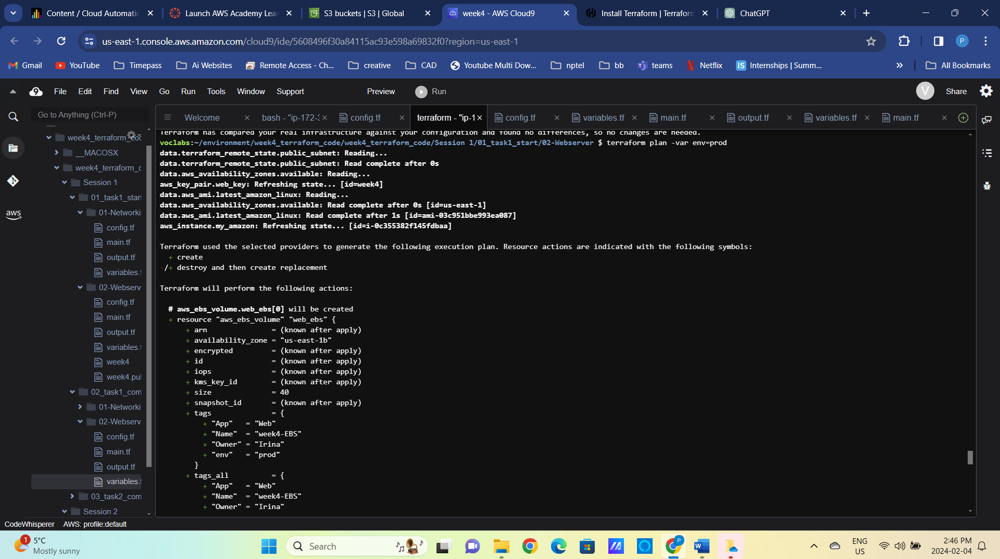 Content / Cloud Automatic
Launch AWS Academy Lea
S3 buckets | S3 | Global
week4 - AWS Cloud9
Install Terraform | Terraform
ChatGPT
us-east-1.console.aws.amazon.com/cloud9/ide/5608496f30a84115ac93e598a69832f0?region=us-east-1
P
Gmail
YouTube
Timepass
Ai Websites
Remote Access - Ch...
creative
CAD
Youtube Multi Dow...
nptel
bb
teams
Netflix
IS Internships | Summ...
All Bookmarks
9 File Edit Find View Go Run Tools Window Support Preview Run
V Share
Go to Anything (Ctrl-P)
Welcome
bash - "ip-172-3
config.tf
terraform - "ip-1
config.tf
variables.tf
main.tf
output.tf
variables.tf
main.tf
week4_terraform_coc
__MACOSX
week4_terraform_c
Session 1
01_task1_start
01-Networki
config.tf
main.tf
output.tf
variables.t
02-Webserv
config.tf
main.tf
output.tf
variables.t
week4
week4.pul
02_task1_com
01-Networki
02-Webserv
config.tf
main.tf
output.tf
variables.t
03_task2_com
Session 2
aws
Terraform has compared your real infrastructure against your configuration and found no differences, so no changes are needed.
voclabs:~/environment/week4_terraform_code/week4_terraform_code/Session 1/01_task1_start/02-Webserver $ terraform plan -var env=prod
data.terraform_remote_state.public_subnet: Reading...
data.terraform_remote_state.public_subnet: Read complete after 0s
data.aws_availability_zones.available: Reading...
aws_key_pair.web_key: Refreshing state... [id=week4]
data.aws_ami.latest_amazon_linux: Reading...
data.aws_availability_zones.available: Read complete after 0s [id=us-east-1]
data.aws_ami.latest_amazon_linux: Read complete after 1s [id=ami-03c951bbe993ea087]
aws_instance.my_amazon: Refreshing state... [id=i-0c355382f145fdbaa]
Terraform used the selected providers to generate the following execution plan. Resource actions are indicated with the following symbols:
+ create
-/+ destroy and then create replacement
Terraform will perform the following actions:
# aws_ebs_volume.web_ebs[0] will be created
+ resource "aws_ebs_volume" "web_ebs" {
+ arn = (known after apply)
+ availability_zone = "us-east-1b"
+ encrypted = (known after apply)
+ id = (known after apply)
+ iops = (known after apply)
+ kms_key_id = (known after apply)
+ size = 40
+ snapshot_id = (known after apply)
+ tags = {
+ "App" = "Web"
+ "Name" = "week4-EBS"
+ "Owner" = "Irina"
+ "env" = "prod"
}
+ tags_all = {
+ "App" = "Web"
+ "Name" = "week4-EBS"
+ "Owner" = "Irina"
CodeWhisperer AWS: profile:default
1
5°C
Mostly sunny
Search
P
W
ENG
US
2:46 PM
2024-02-04